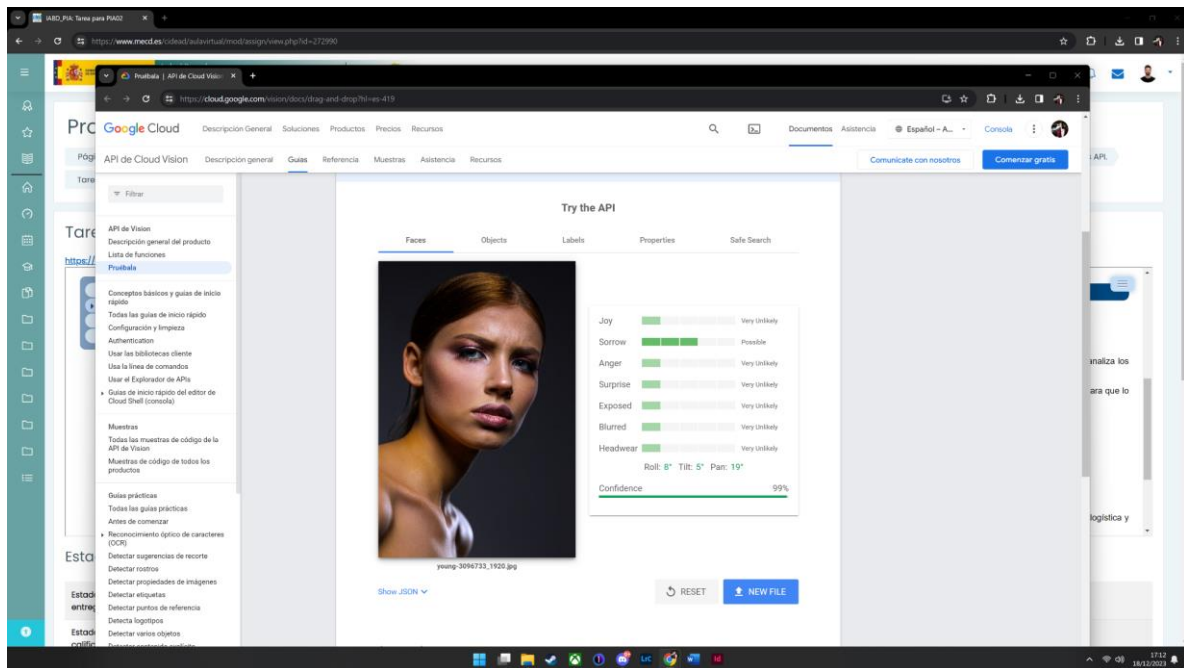 IABD_PIA: Tarea para PIA02
https://www.mecd.es/cidead/aulavirtual/mod/assign/view.php?id=272990
Pruébala | API de Cloud Vision
https://cloud.google.com/vision/docs/drag-and-drop?hl=es-419
Google Cloud Descripción General Soluciones Productos Precios Recursos Documentos Asistencia Español – A... Consola
API de Cloud Vision Descripción general Guías Referencia Muestras Asistencia Recursos Comunícate con nosotros Comenzar gratis
Filtrar
API de Vision
Descripción general del producto
Lista de funciones
Pruébala
Conceptos básicos y guías de inicio
rápido
Todas las guías de inicio rápido
Configuración y limpieza
Authentication
Usar las bibliotecas cliente
Usa la línea de comandos
Usar el Explorador de APIs
Guías de inicio rápido del editor de
Cloud Shell (consola)
Muestras
Todas las muestras de código de la
API de Vision
Muestras de código de todos los
productos
Guías prácticas
Todas las guías prácticas
Antes de comenzar
Reconocimiento óptico de caracteres
(OCR)
Detectar sugerencias de recorte
Detectar rostros
Detectar propiedades de imágenes
Detectar etiquetas
Detectar puntos de referencia
Detecta logotipos
Detectar varios objetos
Try the API
Faces Objects Labels Properties Safe Search
Joy Very Unlikely
Sorrow Possible
Anger Very Unlikely
Surprise Very Unlikely
Exposed Very Unlikely
Blurred Very Unlikely
Headwear Very Unlikely
Roll: 8° Tilt: 5° Pan: 19°
Confidence 99%
young-3096733_1920.jpg
Show JSON RESET NEW FILE
Pro
Pági
Tare
API.
Tare
https://
analiza los
ara que lo
logística y
Esta
Estad
entreg
Estad
17:12
18/12/2023